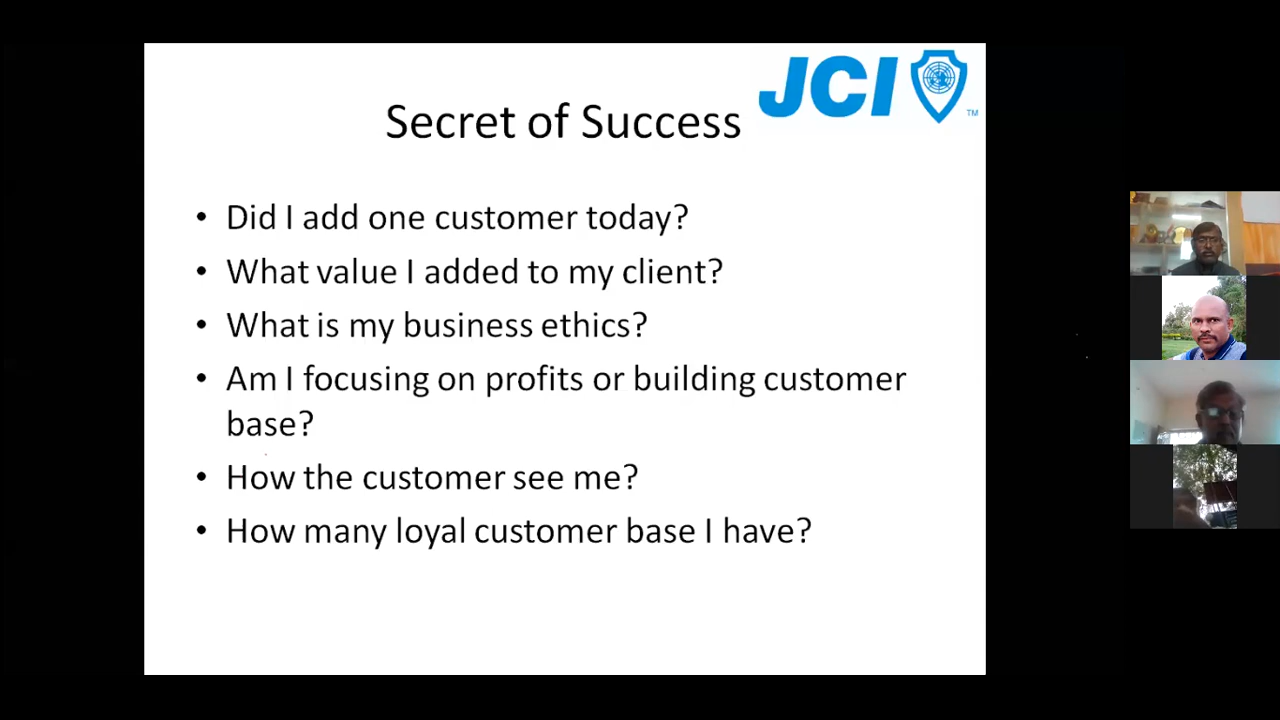 JCI
TM
Secret of Success
• Did I add one customer today?
• What value I added to my client?
• What is my business ethics?
• Am I focusing on profits or building customer
base?
• How the customer see me?
• How many loyal customer base I have?